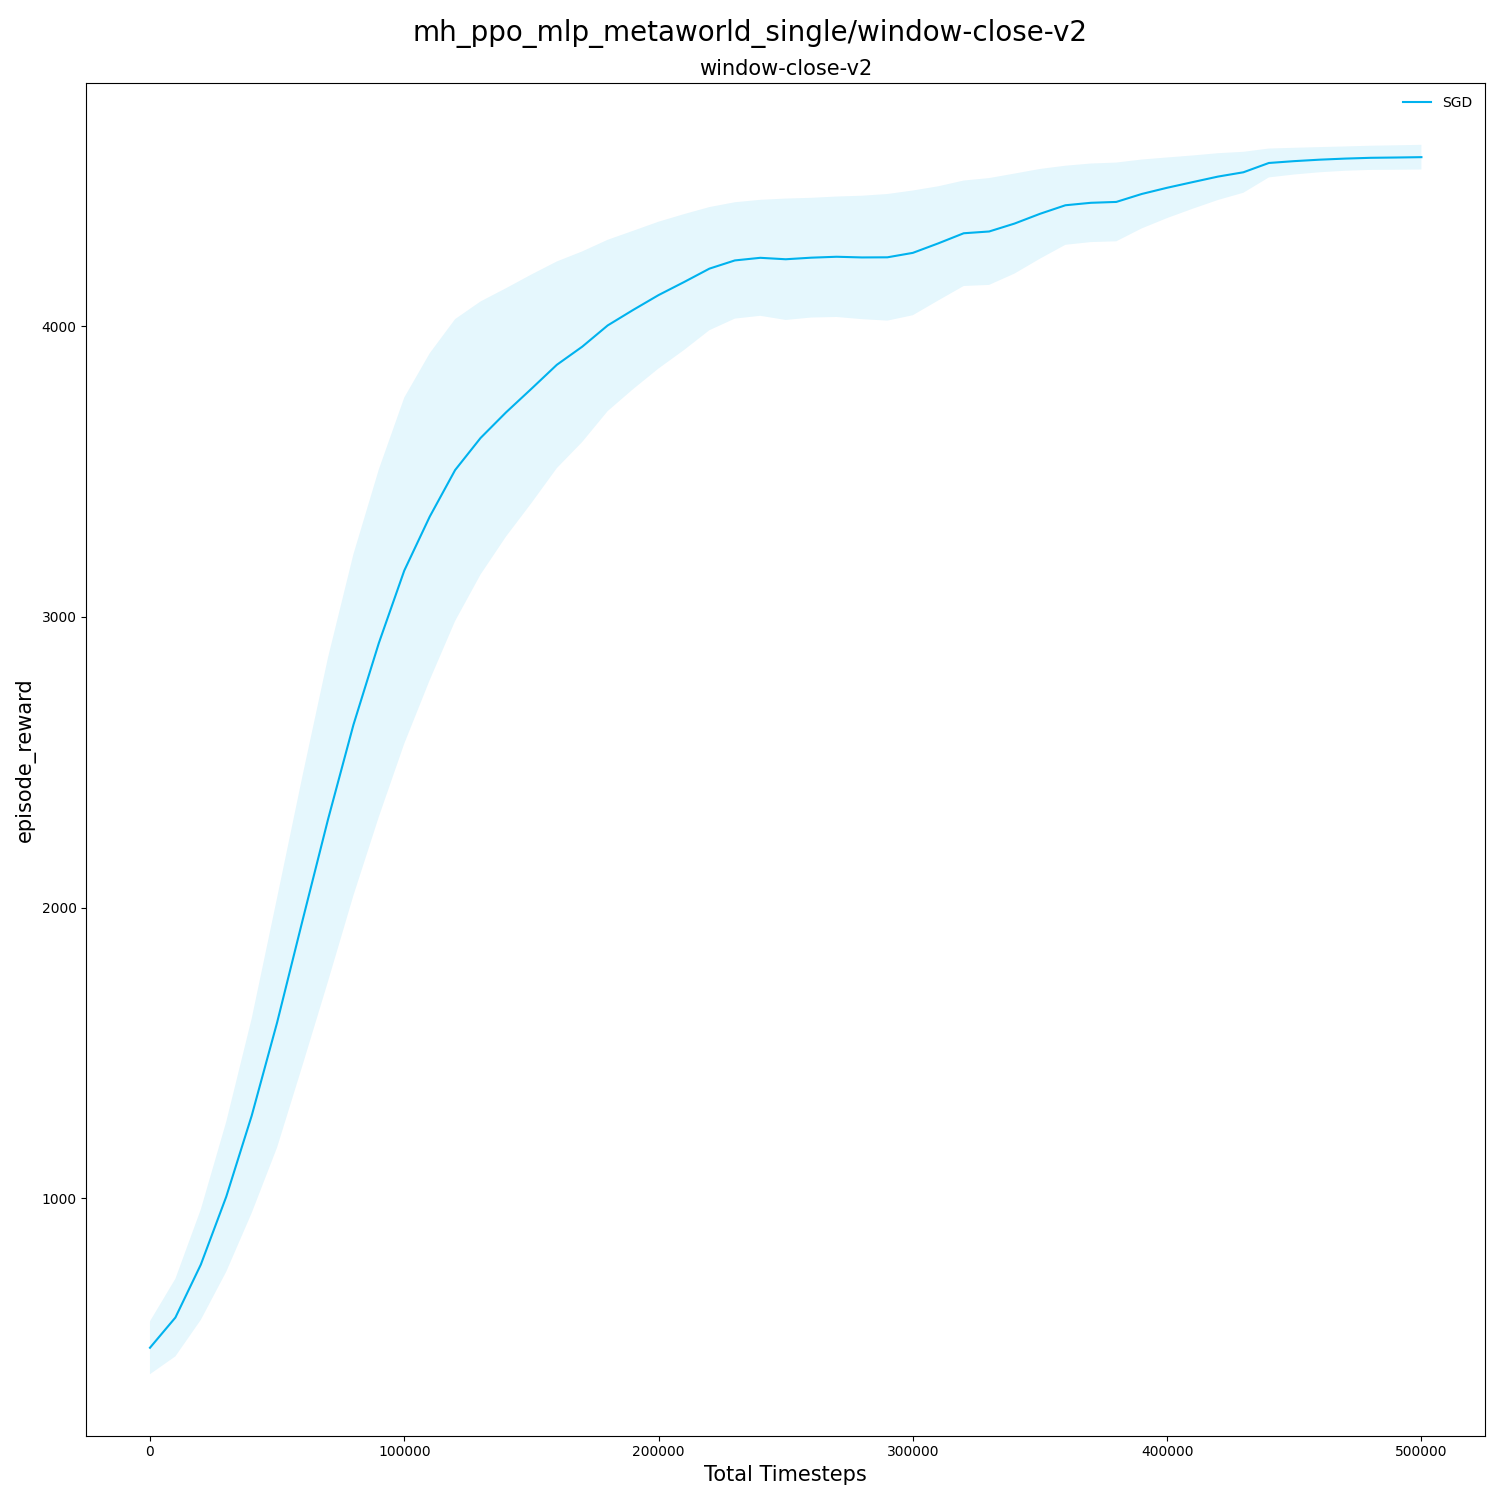 mh_ppo_mlp_metaworld_single/window-close-v2
window-close-v2
SGD
4000
3000
2000
1000
episode_reward
0
100000
200000
300000
400000
500000
Total Timesteps